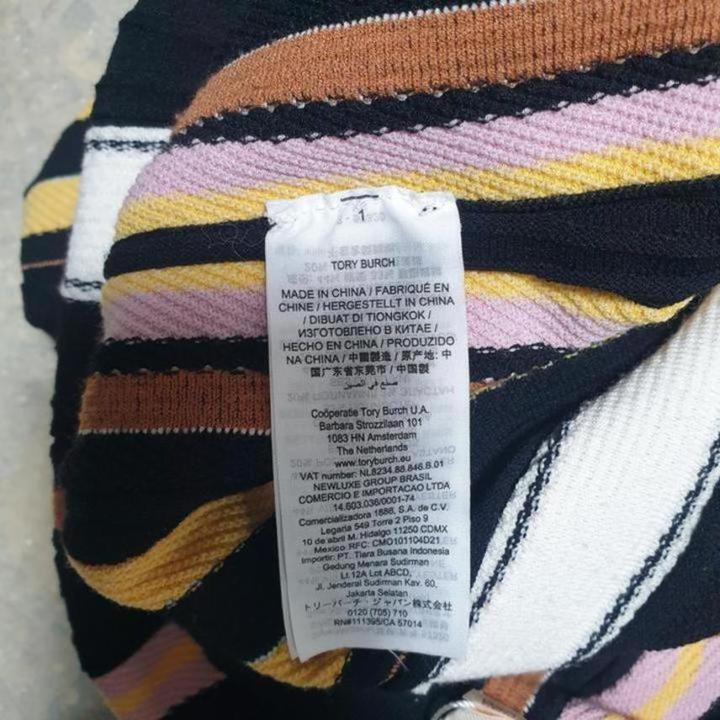 1
TORY BURCH
MADE IN CHINA / FABRIQUÉ EN
CHINE / HERGESTELLT IN CHINA
/ DIBUAT DI TIONGKOK /
ИЗГОТОВЛЕНО В КИТАЕ /
HECHO EN CHINA / PRODUZIDO
NA CHINA / 中國製造 / 原产地: 中
国广东省东莞市 / 中国製
صنع في الصين
Coöperatie Tory Burch U.A.
Barbara Strozzilaan 101
1083 HN Amsterdam
The Netherlands
www.toryburch.eu
VAT number: NL8234.88.846.B.01
NEWLUXE GROUP BRASIL
COMERCIO E IMPORTACAO LTDA
14.603.036/0001-74
Comercializadora 1888, S.A. de C.V.
Legaria 549 Torre 2 Piso 9
10 de abril M. Hidalgo 11250 CDMX
Mexico RFC: CMO101104D21
Importir: PT. Tiara Busana Indonesia
Gedung Menara Sudirman
Lt 12A Lot ABCD,
Jl. Jenderal Sudirman Kav. 60,
Jakarta Selatan
トリーバーチ・ジャパン株式会社
0120 (705) 710
RN#111395/CA 57014